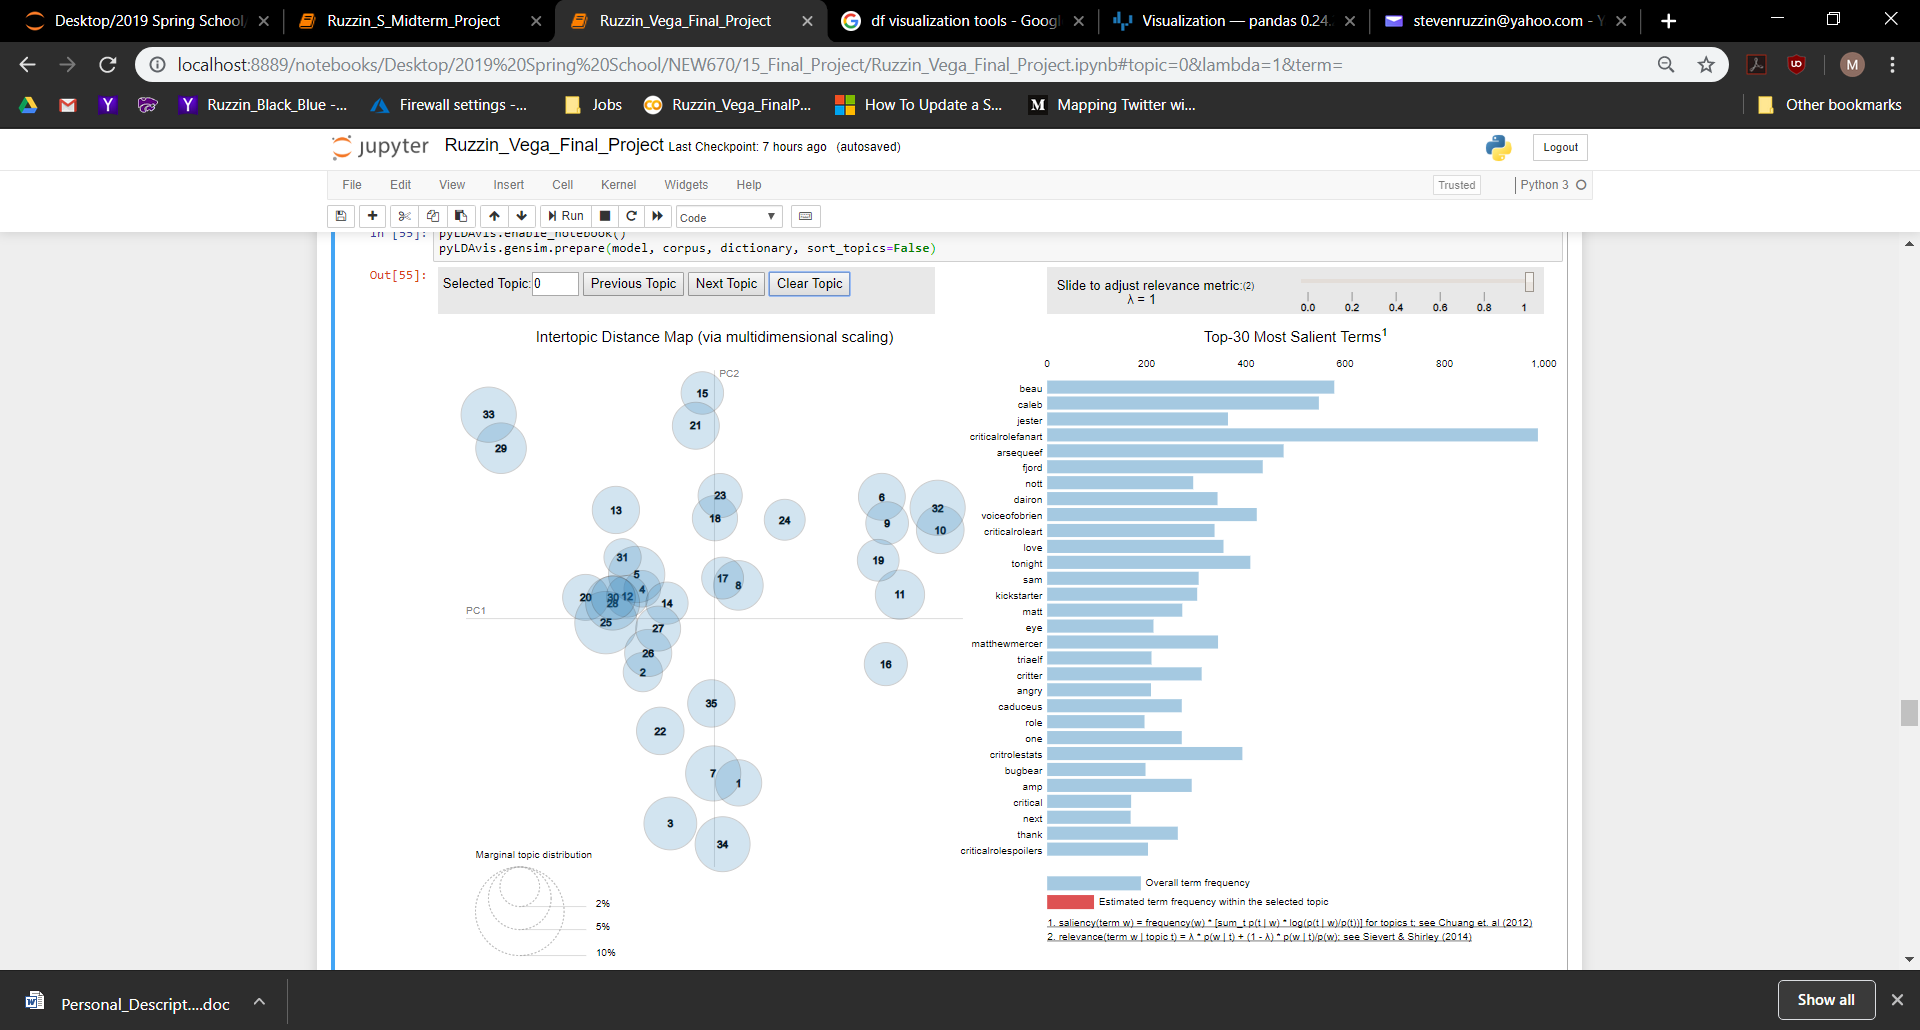 Desktop/2019 Spring School,
Ruzzin_S_Midterm_Project
Ruzzin_Vega_Final_Project
df visualization tools - Goog
Visualization — pandas 0.24.
stevenruzzin@yahoo.com - Y
localhost:8889/notebooks/Desktop/2019%20Spring%20School/NEW670/15_Final_Project/Ruzzin_Vega_Final_Project.ipynb#topic=0&lambda=1&term=
M
Ruzzin_Black_Blue -...
Firewall settings -...
Jobs
Ruzzin_Vega_FinalP...
How To Update a S...
M Mapping Twitter wi...
Other bookmarks
jupyter Ruzzin_Vega_Final_Project Last Checkpoint: 7 hours ago (autosaved)
Logout
File Edit View Insert Cell Kernel Widgets Help
Trusted
Python 3
Run
Code
In [55]: pyLDAvis.enable_notebook()
pyLDAvis.gensim.prepare(model, corpus, dictionary, sort_topics=False)
Out[55]:
Selected Topic: 0 Previous Topic Next Topic Clear Topic
Slide to adjust relevance metric:(2)
λ = 1
0.0 0.2 0.4 0.6 0.8 1
Intertopic Distance Map (via multidimensional scaling)
PC2
15
33
21
29
23
6
32
13
18
24
9
10
31
19
5
17
8
4
20
30
12
28
14
11
PC1
25
27
26
16
2
35
22
7
1
3
34
Marginal topic distribution
2%
5%
10%
Top-30 Most Salient Terms1
0 200 400 600 800 1,000
beau
caleb
jester
criticalrolefanart
arsequeef
fjord
nott
dairon
voiceofobrien
criticalroleart
love
tonight
sam
kickstarter
matt
eye
matthewmercer
triaelf
critter
angry
caduceus
role
one
critrolestats
bugbear
amp
critical
next
thank
criticalrolespoilers
Overall term frequency
Estimated term frequency within the selected topic
1. saliency(term w) = frequency(w) * [sum_t p(t | w) * log(p(t | w)/p(t))] for topics t; see Chuang et. al (2012)
2. relevance(term w | topic t) = λ * p(w | t) + (1 - λ) * p(w | t)/p(w); see Sievert & Shirley (2014)
Personal_Descript....doc
Show all